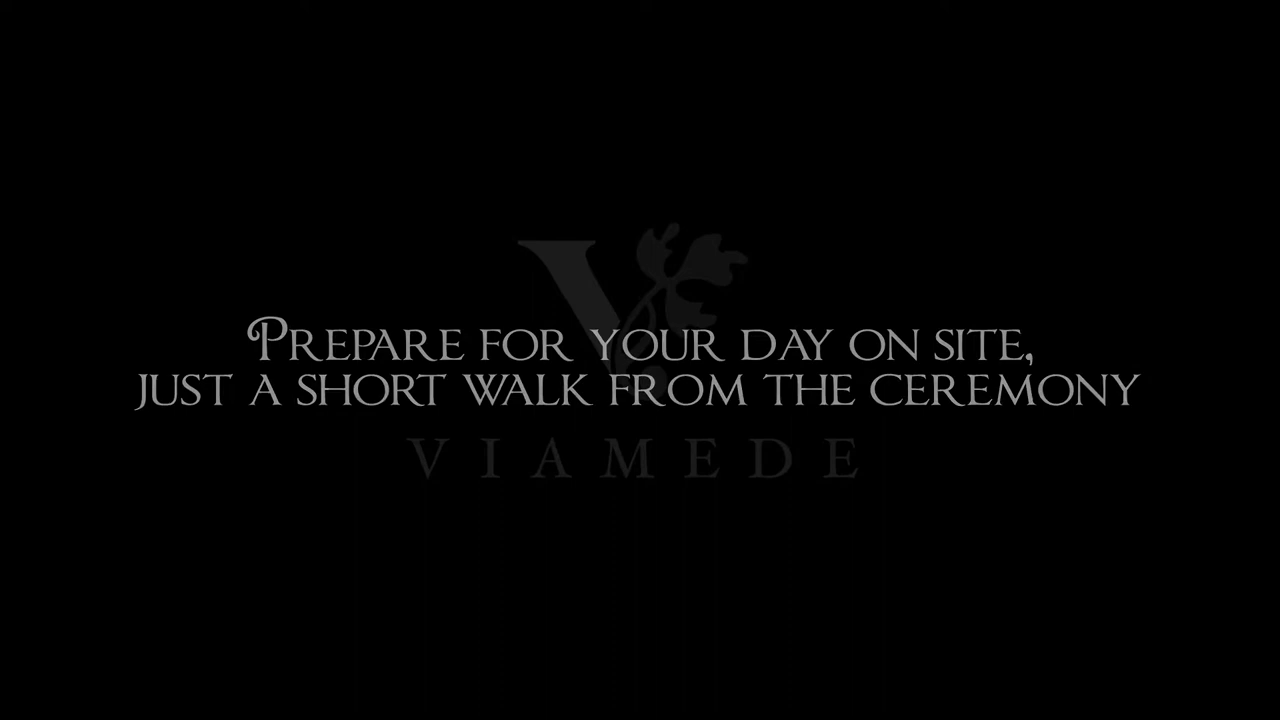 Prepare for your day on site,
just a short walk from the ceremony
VIAMEDE